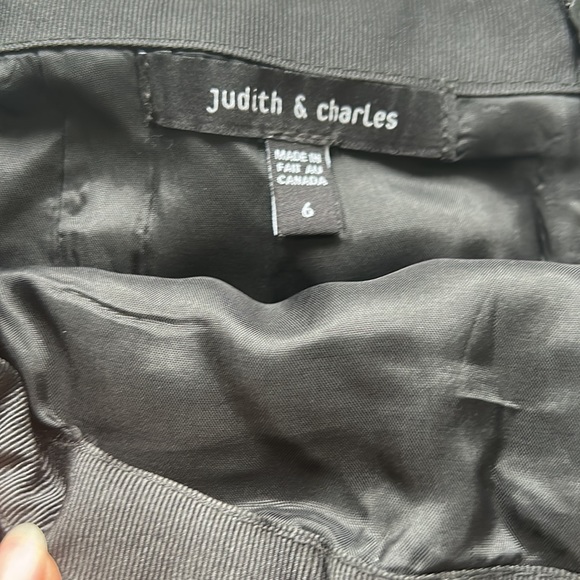 Judith & charles
MADE IN
FAIT AU
CANADA
6